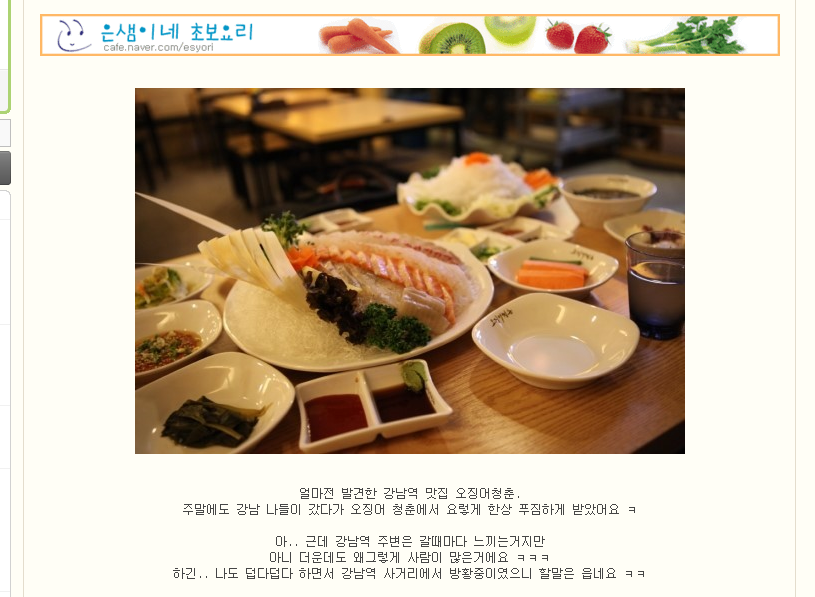 은샘이네 초보요리
cafe.naver.com/esyori
얼마전 발견한 강남역 맛집 오징어청춘.
주말에도 강남 나들이 갔다가 오징어 청춘에서 요렇게 한상 푸짐하게 받았어요 ㅋ
아.. 근데 강남역 주변은 갈때마다 느끼는거지만
아니 더운데도 왜그렇게 사람이 많은거에요 ㅋㅋㅋ
하긴.. 나도 덥다덥다 하면서 강남역 사거리에서 방황중이였으니 할말은 읍네요 ㅋㅋ